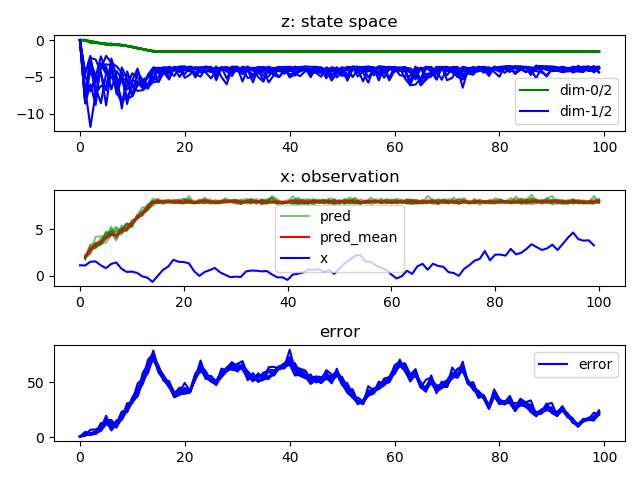 z: state space
0
−5
−10
dim-0/2
dim-1/2
0 20 40 60 80 100
x: observation
5
0
pred
pred_mean
x
0 20 40 60 80 100
error
50
0
error
0 20 40 60 80 100